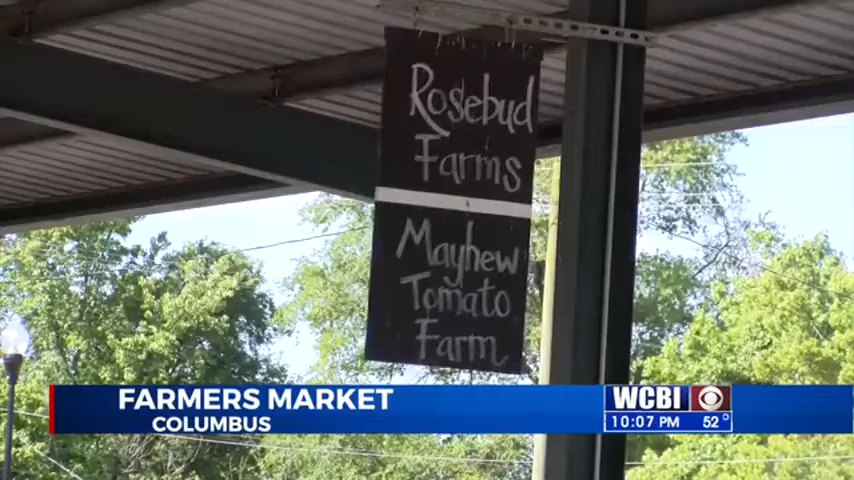 Rosebud
Farms
Mayhew
Tomato
Farm
FARMERS MARKET
COLUMBUS
WCBI
10:07 PM 52°